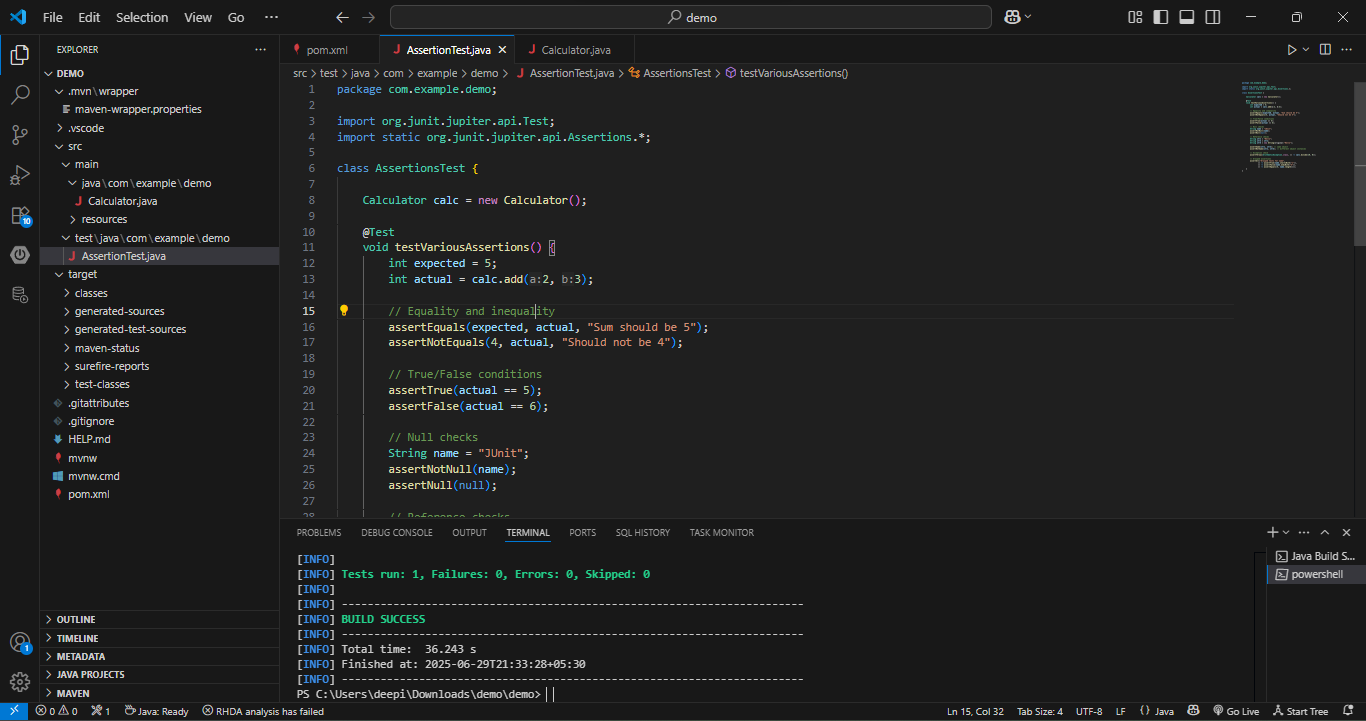 File Edit Selection View Go ··· demo
EXPLORER ···
DEMO
.mvn\wrapper
maven-wrapper.properties
.vscode
src
main
java\com\example\demo
Calculator.java
resources
test\java\com\example\demo
AssertionTest.java
target
classes
generated-sources
generated-test-sources
maven-status
surefire-reports
test-classes
.gitattributes
.gitignore
HELP.md
mvnw
mvnw.cmd
pom.xml
OUTLINE
TIMELINE
METADATA
JAVA PROJECTS
MAVEN
10
1
pom.xml AssertionTest.java Calculator.java
src > test > java > com > example > demo > AssertionTest.java > AssertionsTest > testVariousAssertions()
1 package com.example.demo;
2
3 import org.junit.jupiter.api.Test;
4 import static org.junit.jupiter.api.Assertions.*;
5
6 class AssertionsTest {
7
8 Calculator calc = new Calculator();
9
10 @Test
11 void testVariousAssertions() {
12 int expected = 5;
13 int actual = calc.add(a:2, b:3);
14
15 // Equality and inequality
16 assertEquals(expected, actual, "Sum should be 5");
17 assertNotEquals(4, actual, "Should not be 4");
18
19 // True/False conditions
20 assertTrue(actual == 5);
21 assertFalse(actual == 6);
22
23 // Null checks
24 String name = "JUnit";
25 assertNotNull(name);
26 assertNull(null);
27
28 // Reference checks
PROBLEMS DEBUG CONSOLE OUTPUT TERMINAL PORTS SQL HISTORY TASK MONITOR
[INFO]
[INFO] Tests run: 1, Failures: 0, Errors: 0, Skipped: 0
[INFO]
[INFO] ------------------------------------------------------------------------
[INFO] BUILD SUCCESS
[INFO] ------------------------------------------------------------------------
[INFO] Total time: 36.243 s
[INFO] Finished at: 2025-06-29T21:33:28+05:30
[INFO] ------------------------------------------------------------------------
PS C:\Users\deepi\Downloads\demo\demo>
Java Build S...
powershell
0 0 1 Java: Ready RHDA analysis has failed Ln 15, Col 32 Tab Size: 4 UTF-8 LF {} Java Go Live Start Tree